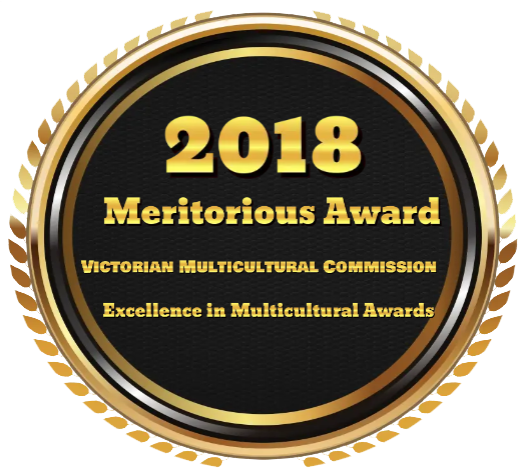 2018
Meritorious Award
Victorian Multicultural Commission
Excellence in Multicultural Awards